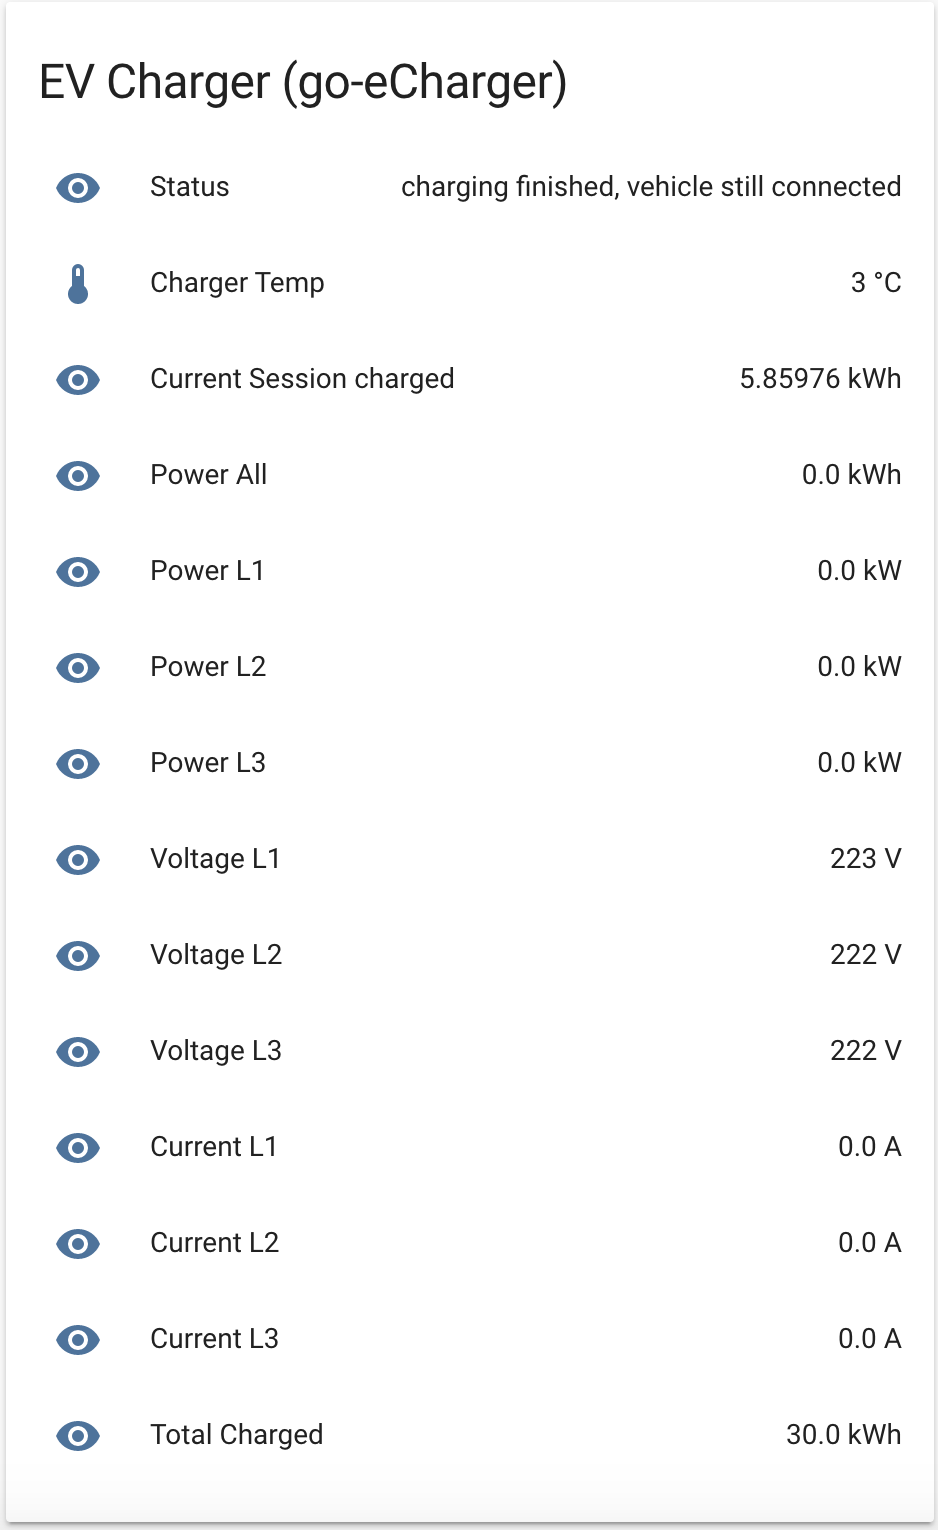 EV Charger (go-eCharger)
Status charging finished, vehicle still connected
Charger Temp 3 °C
Current Session charged 5.85976 kWh
Power All 0.0 kWh
Power L1 0.0 kW
Power L2 0.0 kW
Power L3 0.0 kW
Voltage L1 223 V
Voltage L2 222 V
Voltage L3 222 V
Current L1 0.0 A
Current L2 0.0 A
Current L3 0.0 A
Total Charged 30.0 kWh